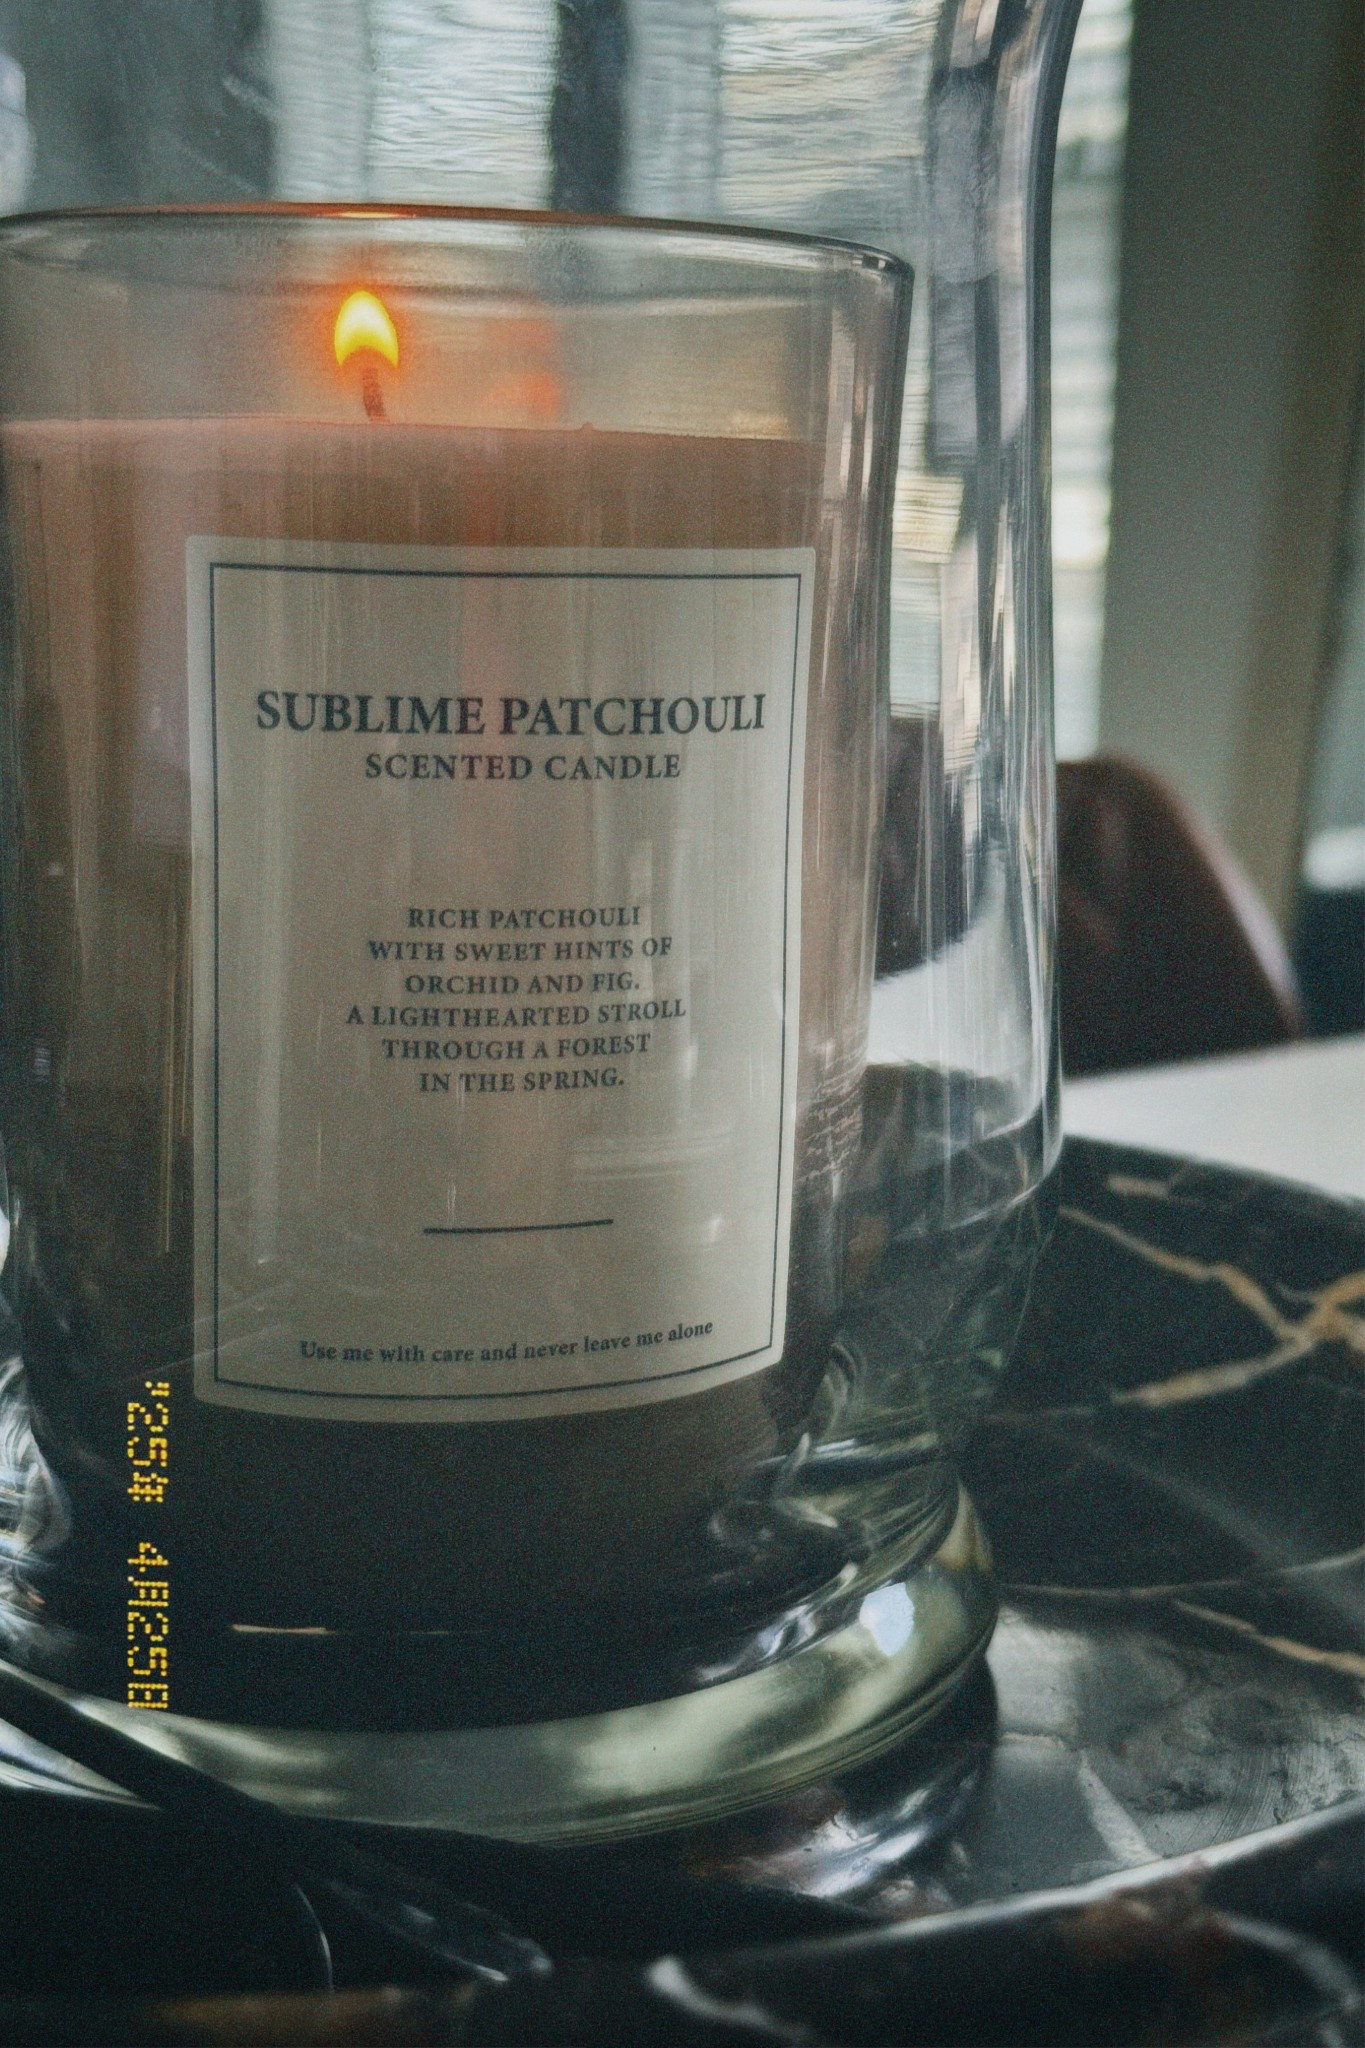 SUBLIME PATCHOULI
SCENTED CANDLE
RICH PATCHOULI
WITH SWEET HINTS OF
ORCHID AND FIG.
A LIGHTHEARTED STROLL
THROUGH A FOREST
IN THE SPRING.
Use me with care and never leave me alone
'25年 4月25日